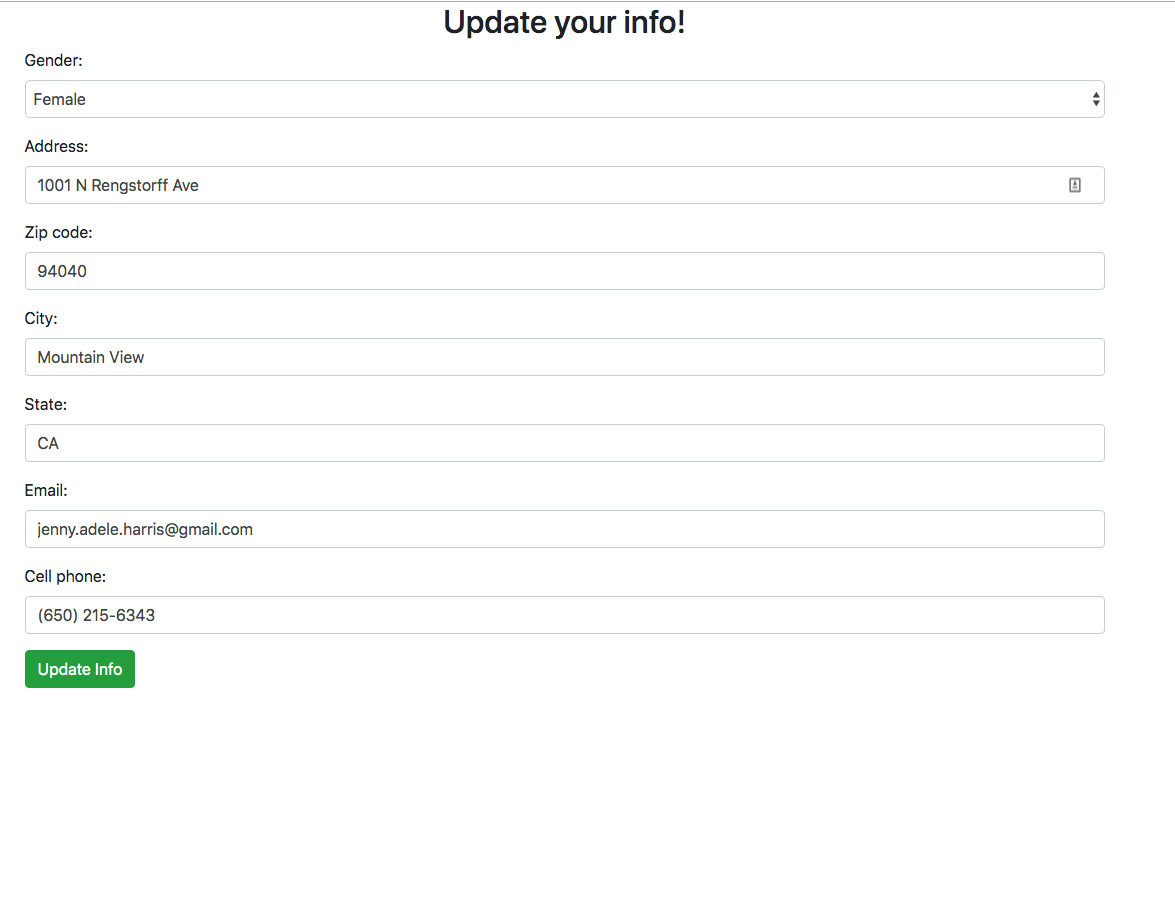 Update your info!
Gender:
Female
Address:
1001 N Rengstorff Ave
Zip code:
94040
City:
Mountain View
State:
CA
Email:
jenny.adele.harris@gmail.com
Cell phone:
(650) 215-6343
Update Info